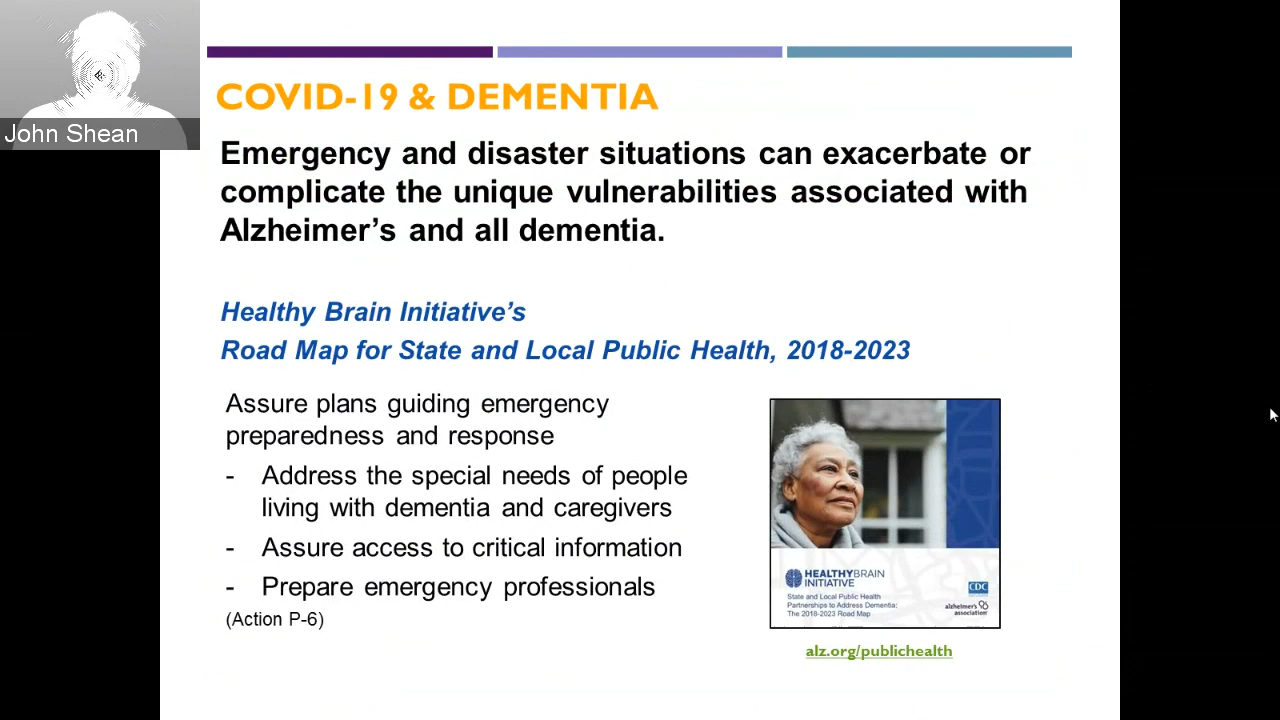 John Shean
COVID-19 & DEMENTIA
Emergency and disaster situations can exacerbate or
complicate the unique vulnerabilities associated with
Alzheimer’s and all dementia.
Healthy Brain Initiative’s
Road Map for State and Local Public Health, 2018-2023
Assure plans guiding emergency
preparedness and response
- Address the special needs of people
living with dementia and caregivers
- Assure access to critical information
- Prepare emergency professionals
(Action P-6)
HEALTHYBRAIN
INITIATIVE
State and Local Public Health
Partnerships to Address Dementia:
The 2018-2023 Road Map
CDC
alzheimer's
association
alz.org/publichealth